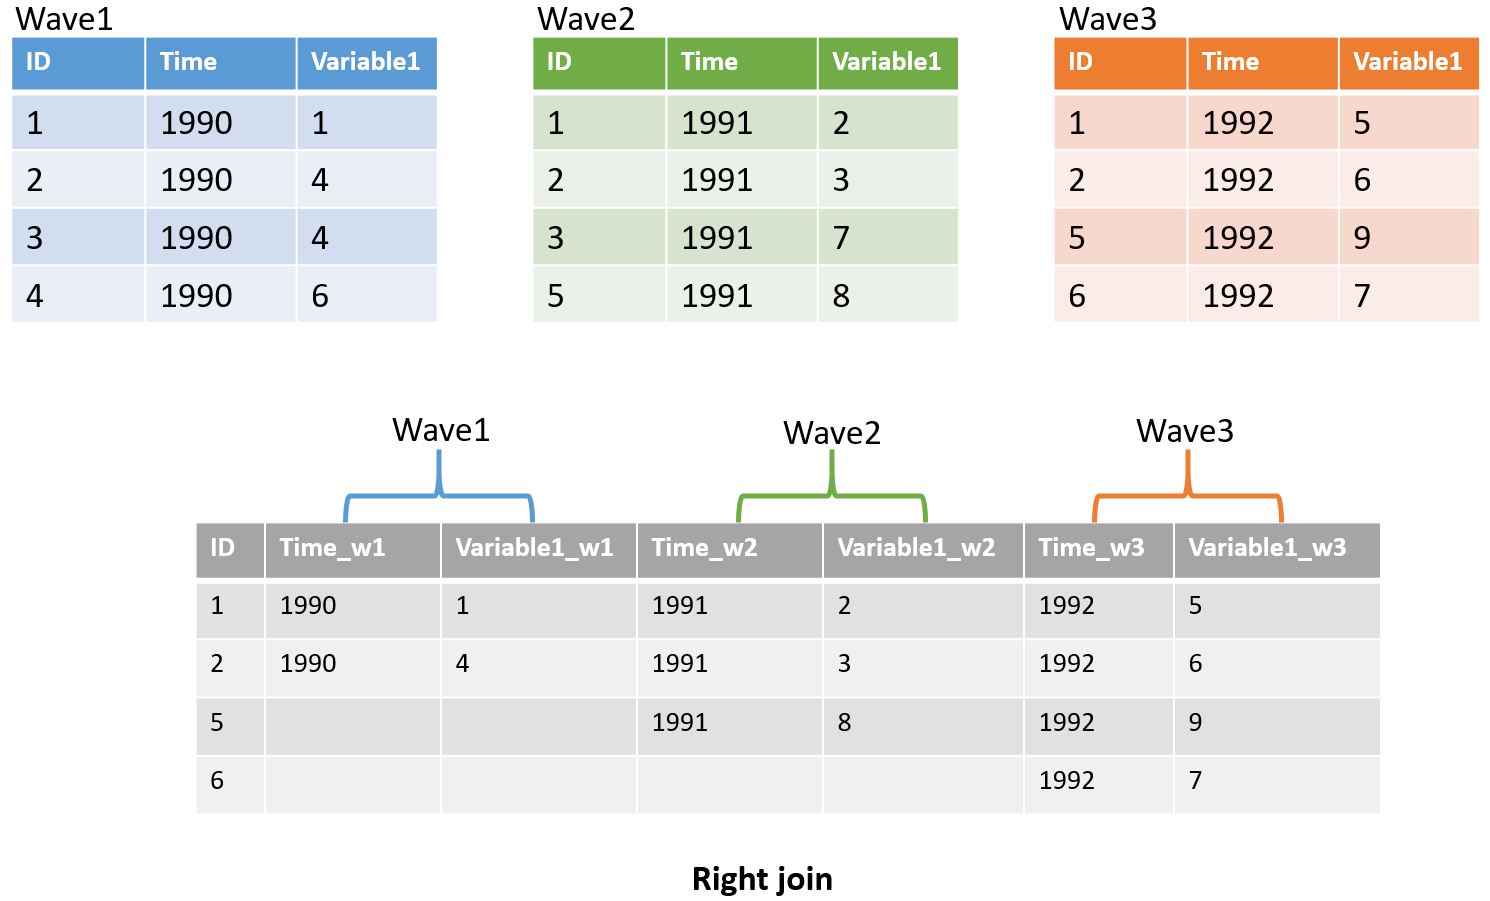 Wave1 Wave2 Wave3
ID Time Variable1 ID Time Variable1 ID Time Variable1
1 1990 1 1 1991 2 1 1992 5
2 1990 4 2 1991 3 2 1992 6
3 1990 4 3 1991 7 5 1992 9
4 1990 6 5 1991 8 6 1992 7
Wave1 Wave2 Wave3
ID Time_w1 Variable1_w1 Time_w2 Variable1_w2 Time_w3 Variable1_w3
1 1990 1 1991 2 1992 5
2 1990 4 1991 3 1992 6
5 1991 8 1992 9
6 1992 7
Right join